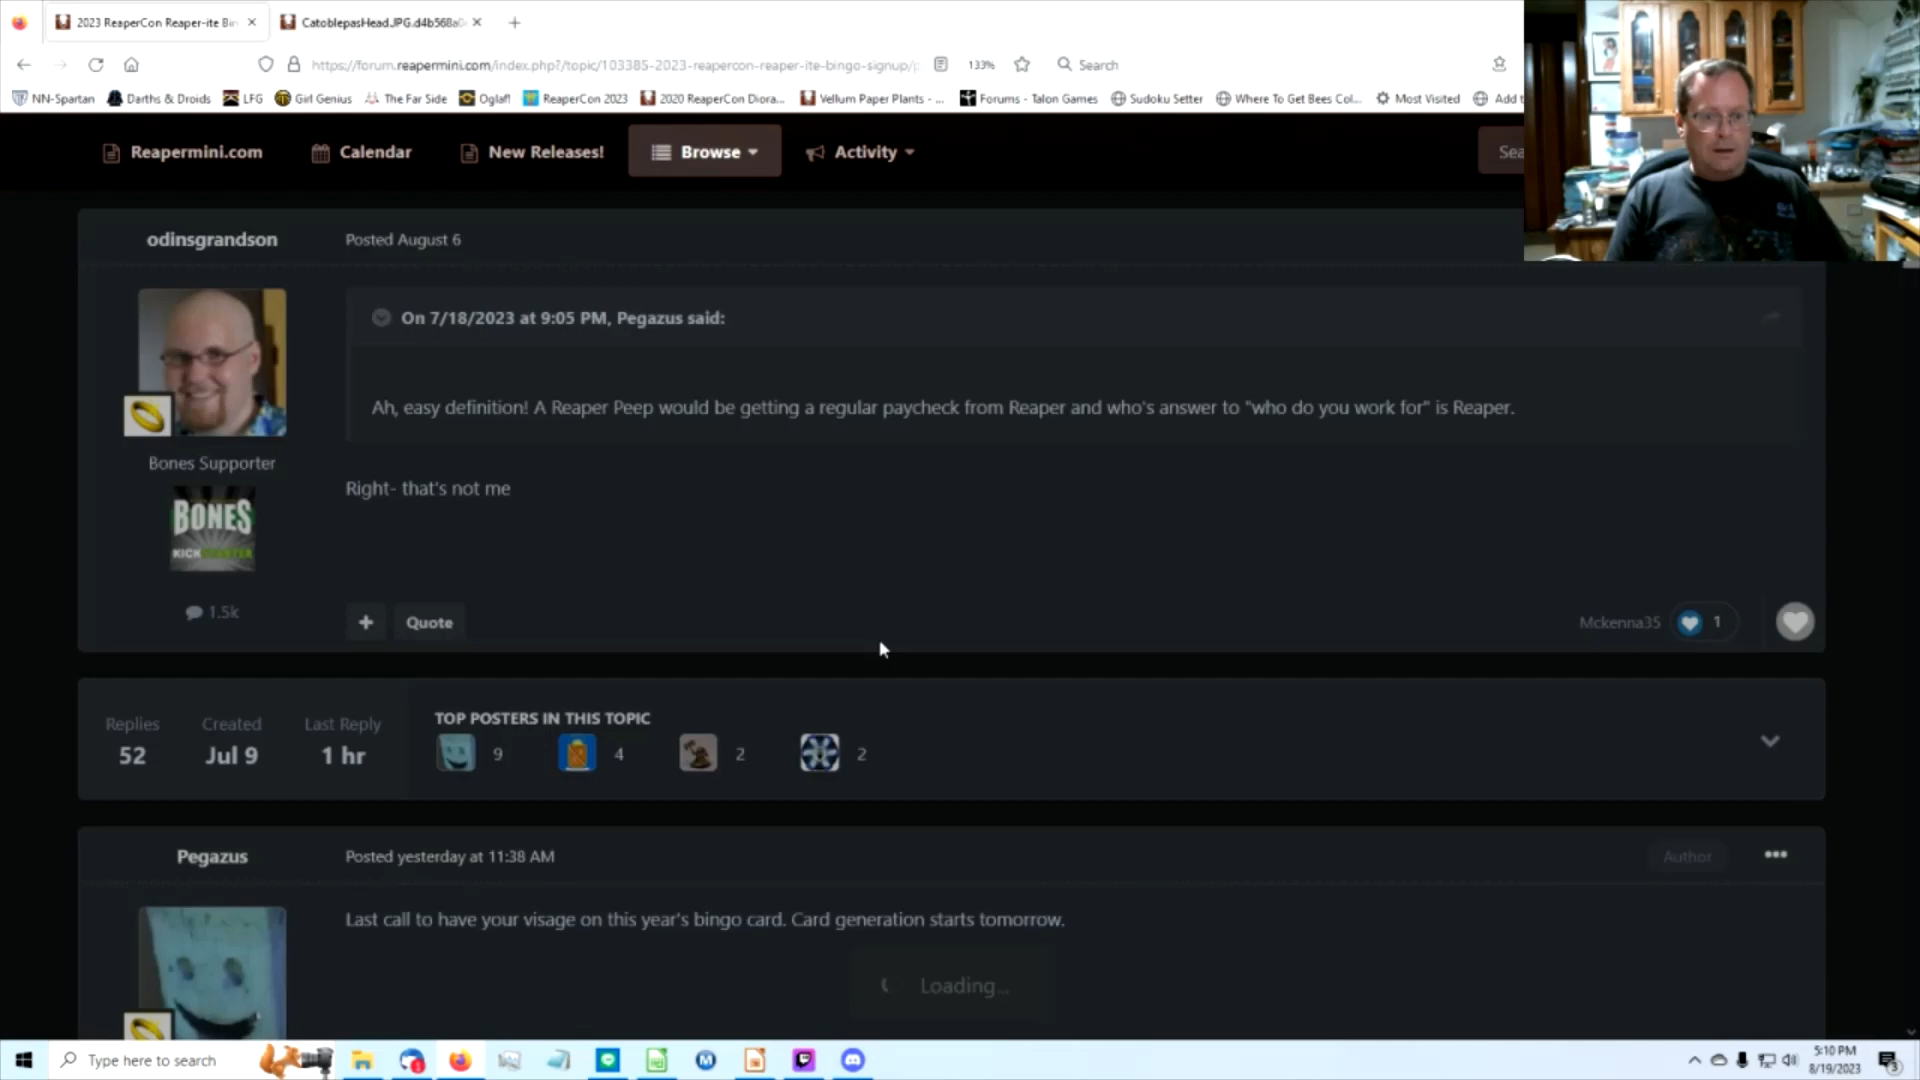 2023 ReaperCon Reaper-ite Bin
CatoblepasHead.JPG.d4b568a0
https://forum.reapermini.com/index.php?/topic/103385-2023-reapercon-reaper-ite-bingo-signup/p
133%
Search
NN-Spartan
Darths & Droids
LFG
Girl Genius
The Far Side
Oglaf!
ReaperCon 2023
2020 ReaperCon Diora...
Vellum Paper Plants - ...
Forums - Talon Games
Sudoku Setter
Where To Get Bees Col...
Most Visited
Add t
Reapermini.com
Calendar
New Releases!
Browse
Activity
Sea
odinsgrandson
Posted August 6
On 7/18/2023 at 9:05 PM, Pegazus said:
Ah, easy definition! A Reaper Peep would be getting a regular paycheck from Reaper and who's answer to "who do you work for" is Reaper.
Bones Supporter
Right- that's not me
BONES
KICKSTARTER
1.5k
+ Quote
Mckenna35
1
Replies
52
Created
Jul 9
Last Reply
1 hr
TOP POSTERS IN THIS TOPIC
9
4
2
2
Pegazus
Posted yesterday at 11:38 AM
Author
Last call to have your visage on this year's bingo card. Card generation starts tomorrow.
Loading...
Type here to search
5:10 PM
8/19/2023
3